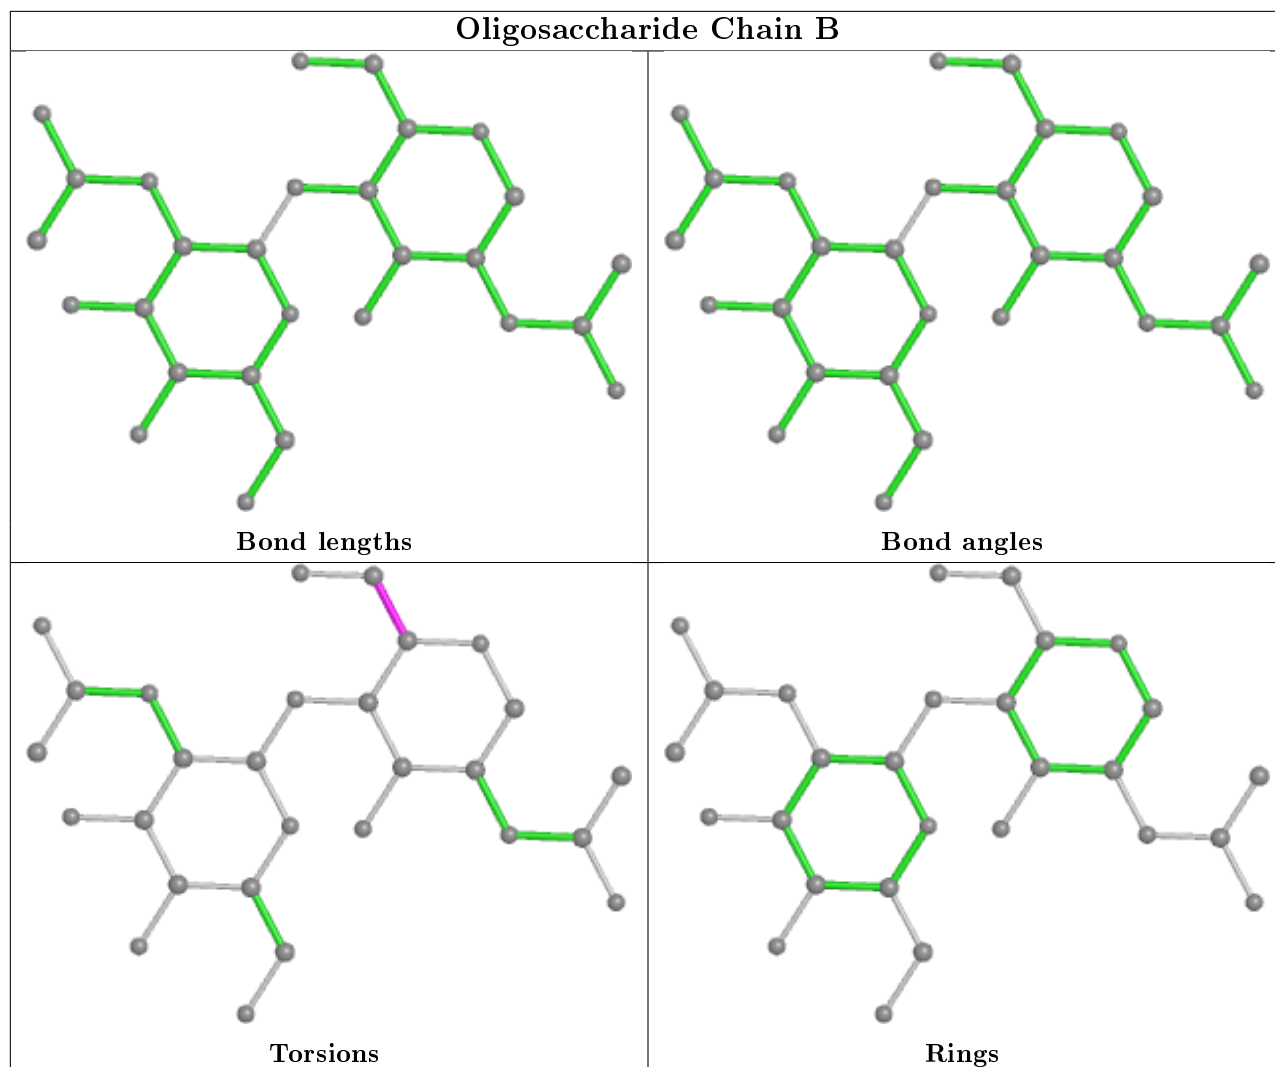 Oligosaccharide Chain B
Bond lengths
Bond angles
Torsions
Rings